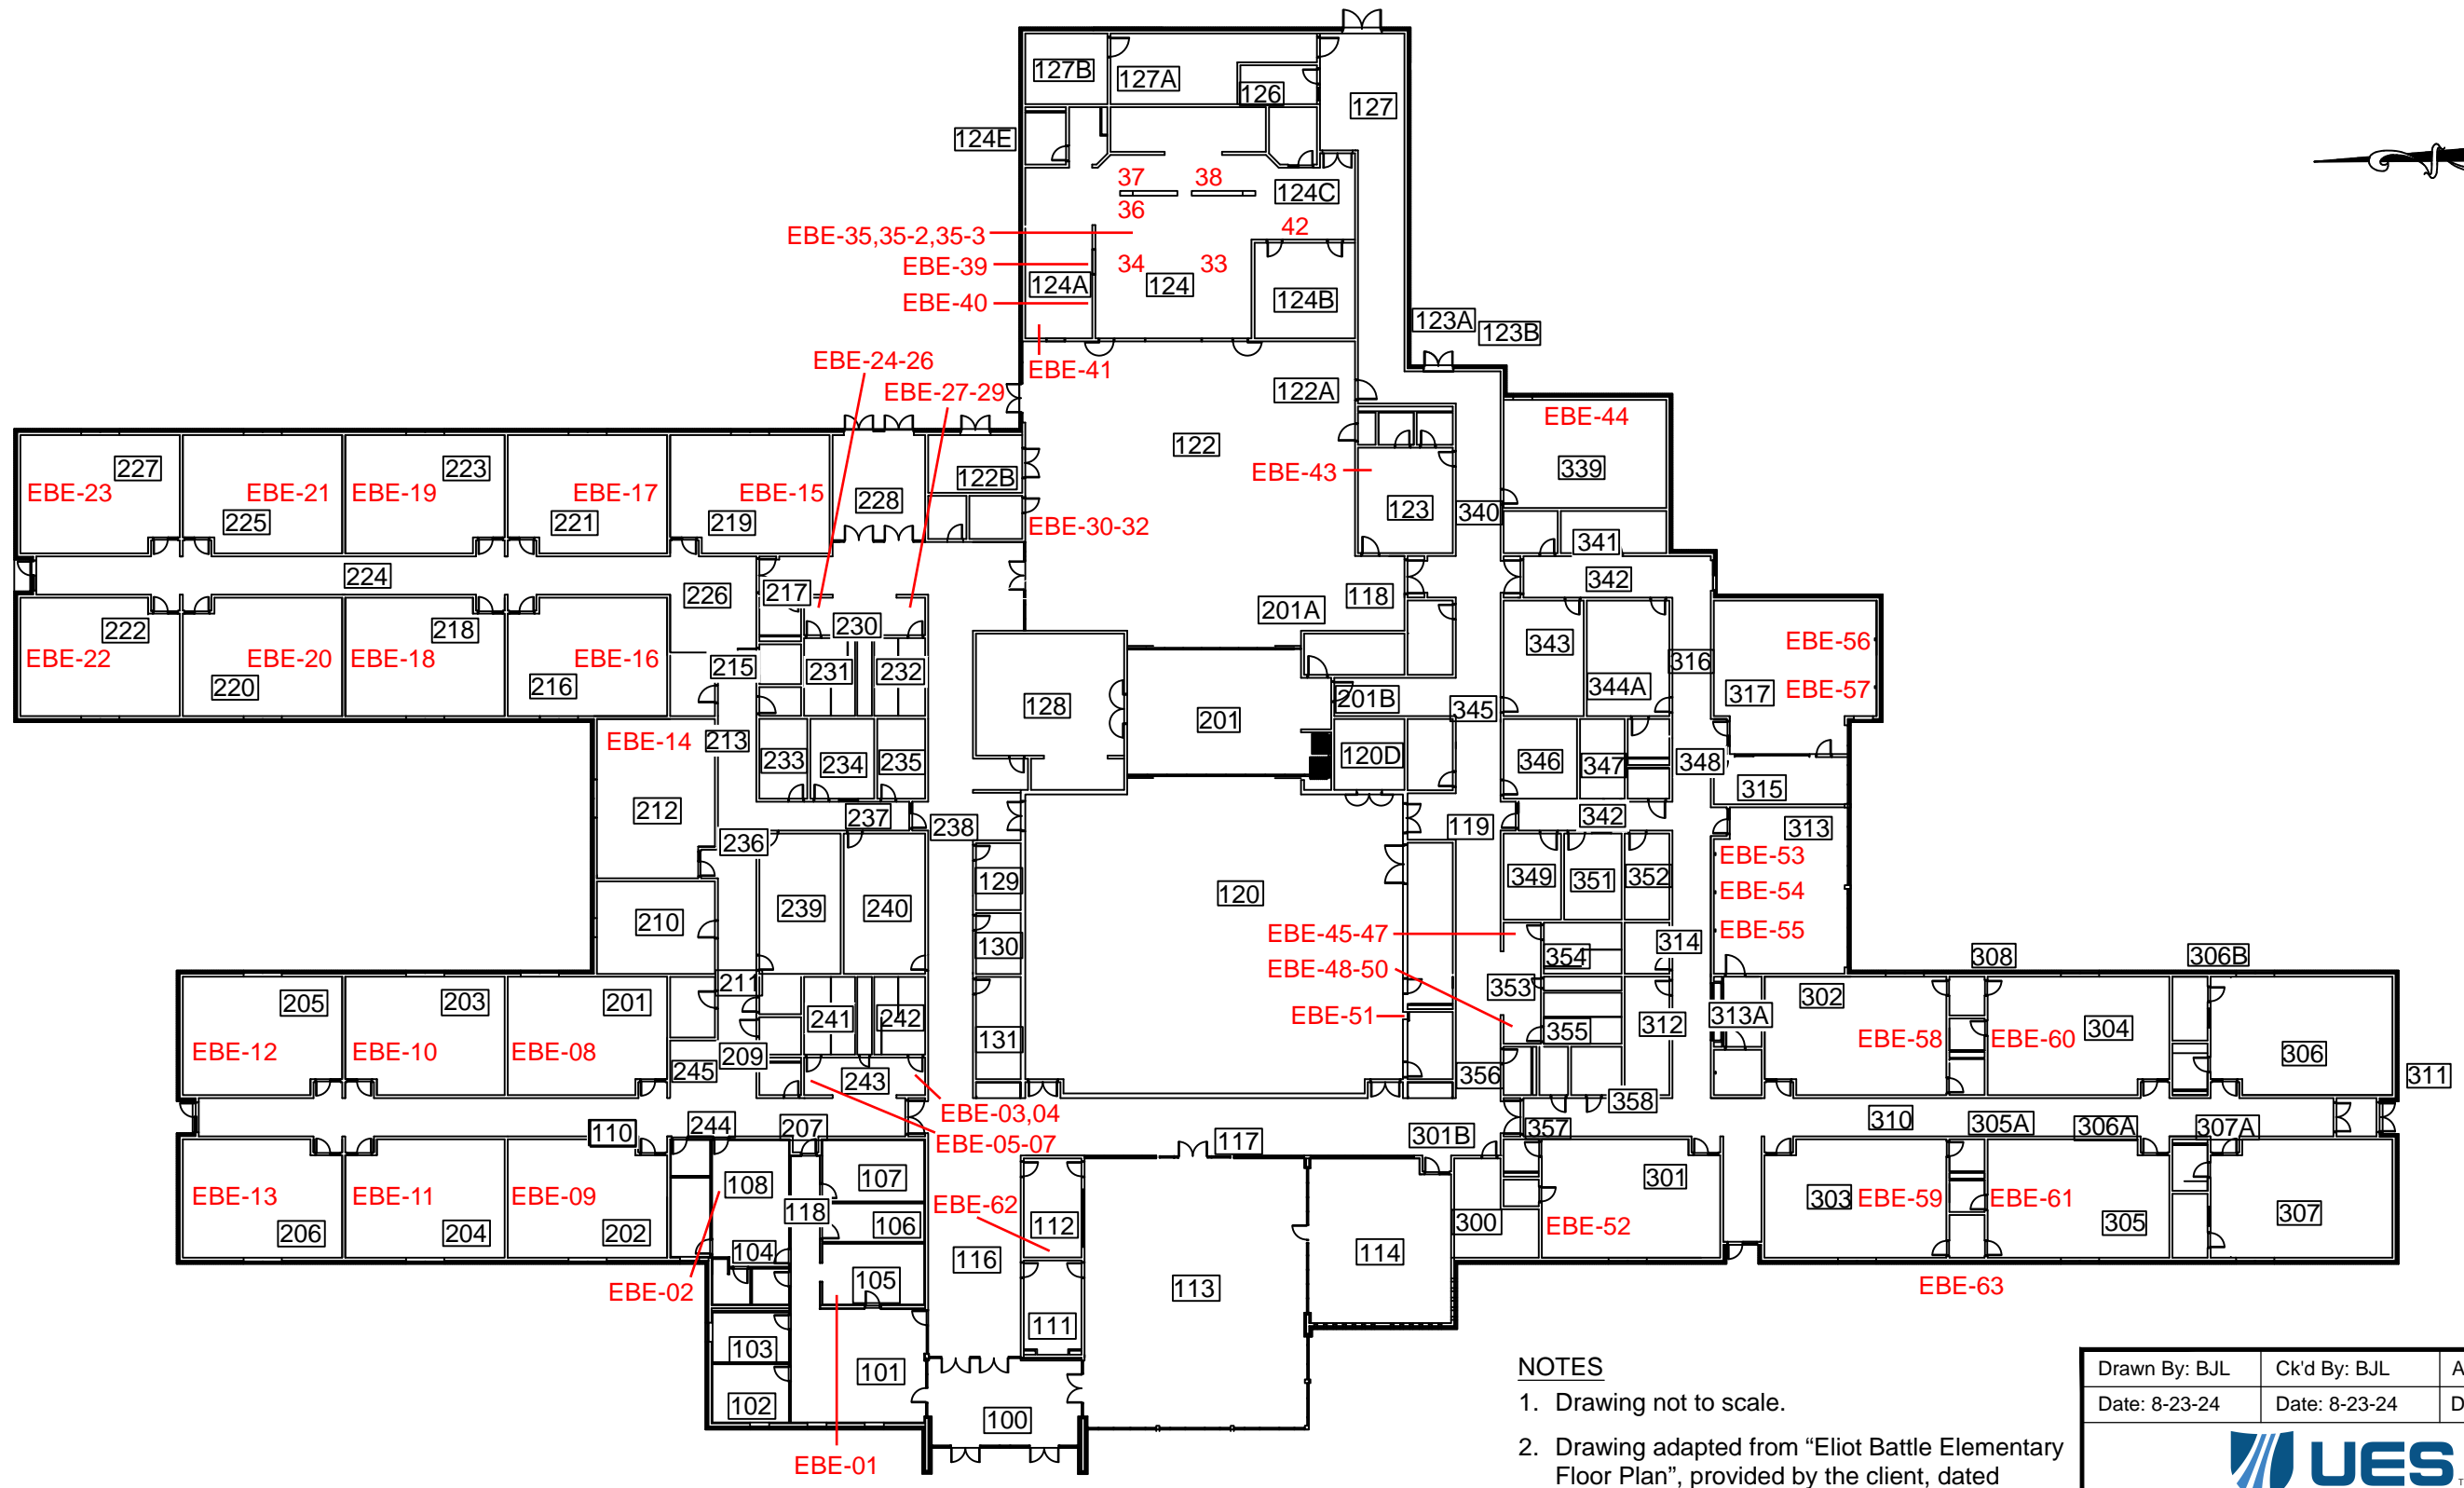 127B
127A
126
127
124E
37
38
124C
36
EBE-35,35-2,35-3
42
EBE-39
34
33
124A
124
124B
EBE-40
123A
123B
EBE-41
EBE-24-26
122A
EBE-27-29
EBE-44
122
227
223
EBE-43
339
122B
EBE-23
EBE-21
EBE-19
EBE-17
EBE-15
228
123
340
225
221
219
EBE-30-32
341
224
342
217
226
118
201A
230
222
218
343
EBE-56
EBE-22
EBE-20
EBE-18
EBE-16
215
231
232
316
220
216
344A
EBE-57
201B
317
128
345
201
EBE-14
213
233
234
235
120D
346
347
348
315
212
237
238
119
342
313
236
EBE-53
129
349
351
352
EBE-54
120
239
240
210
EBE-55
EBE-45-47
130
354
314
308
306B
EBE-48-50
211
205
203
201
353
302
EBE-51
241
242
355
312
313A
304
131
EBE-12
EBE-10
EBE-08
209
EBE-58
EBE-60
306
245
243
356
311
358
EBE-03,04
244
207
110
357
310
305A
306A
307A
EBE-05-07
117
301B
108
107
301
EBE-13
EBE-11
EBE-09
EBE-62
303
EBE-59
EBE-61
118
112
106
300
EBE-52
305
307
206
204
202
104
116
114
105
113
EBE-02
EBE-63
111
103
101
102
100
EBE-01
NOTES
1. Drawing not to scale.
2. Drawing adapted from “Eliot Battle Elementary
Floor Plan”, provided by the client, dated
Drawn By: BJL
Ck'd By: BJL
A
Date: 8-23-24
Date: 8-23-24
D
UES